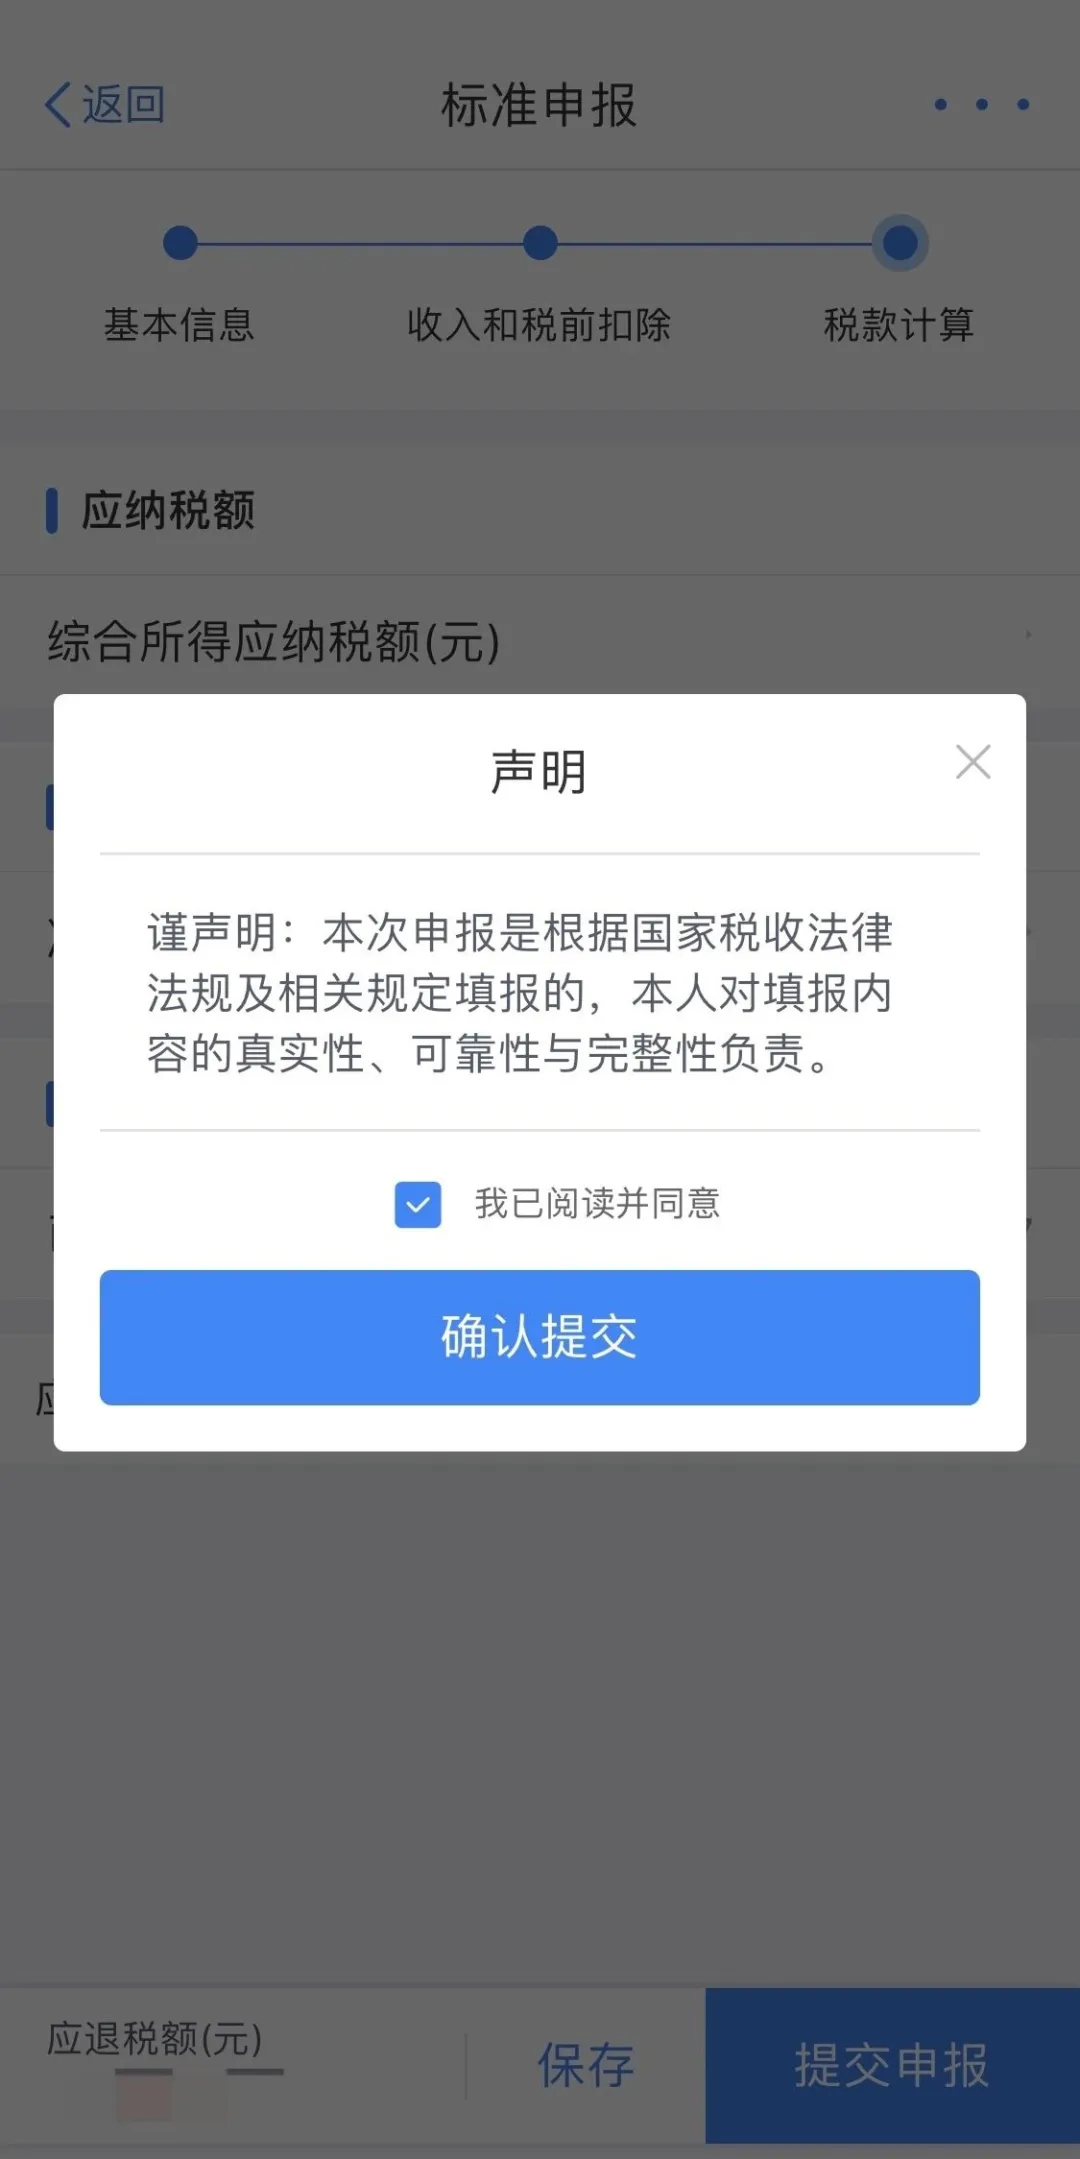 返回
标准申报
基本信息
收入和税前扣除
税款计算
应纳税额
综合所得应纳税额(元)
声明
谨声明：本次申报是根据国家税收法律
法规及相关规定填报的，本人对填报内
容的真实性、可靠性与完整性负责。
我已阅读并同意
确认提交
应退税额(元)
保存
提交申报